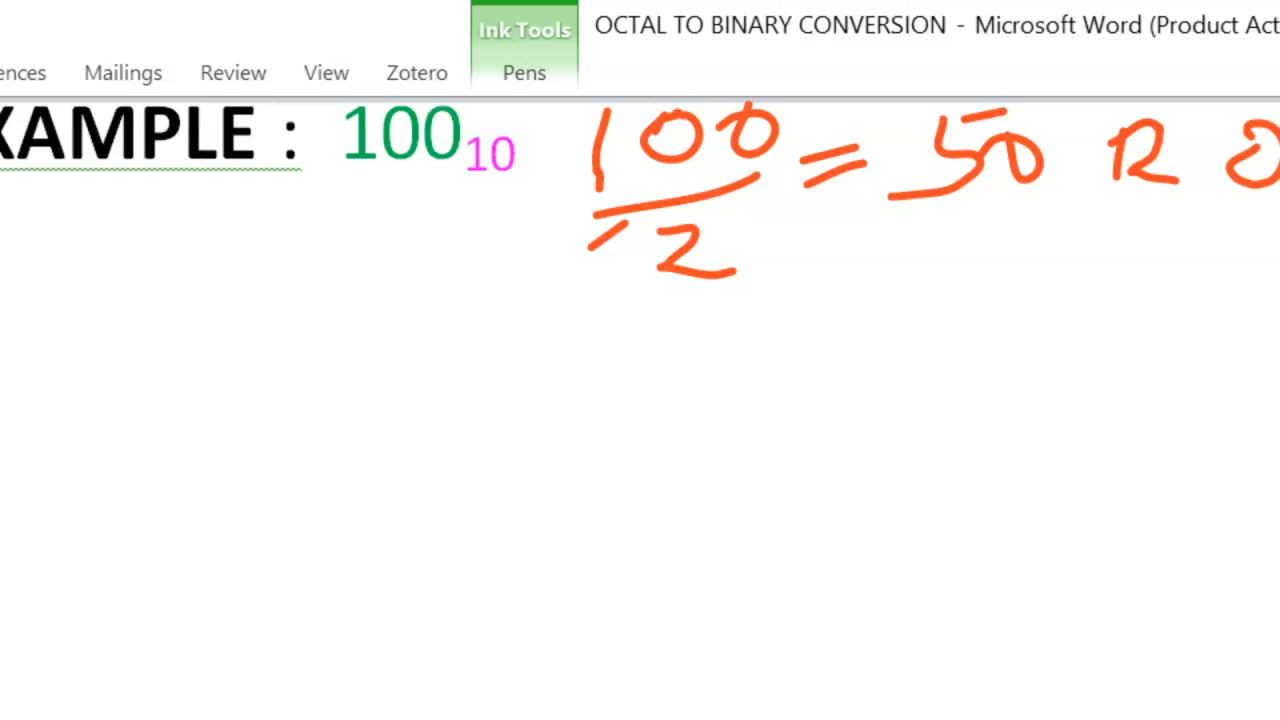 Ink Tools OCTAL TO BINARY CONVERSION - Microsoft Word (Product Act
ences Mailings Review View Zotero Pens
XAMPLE : 100₁₀ 100/2 = 50 R 0